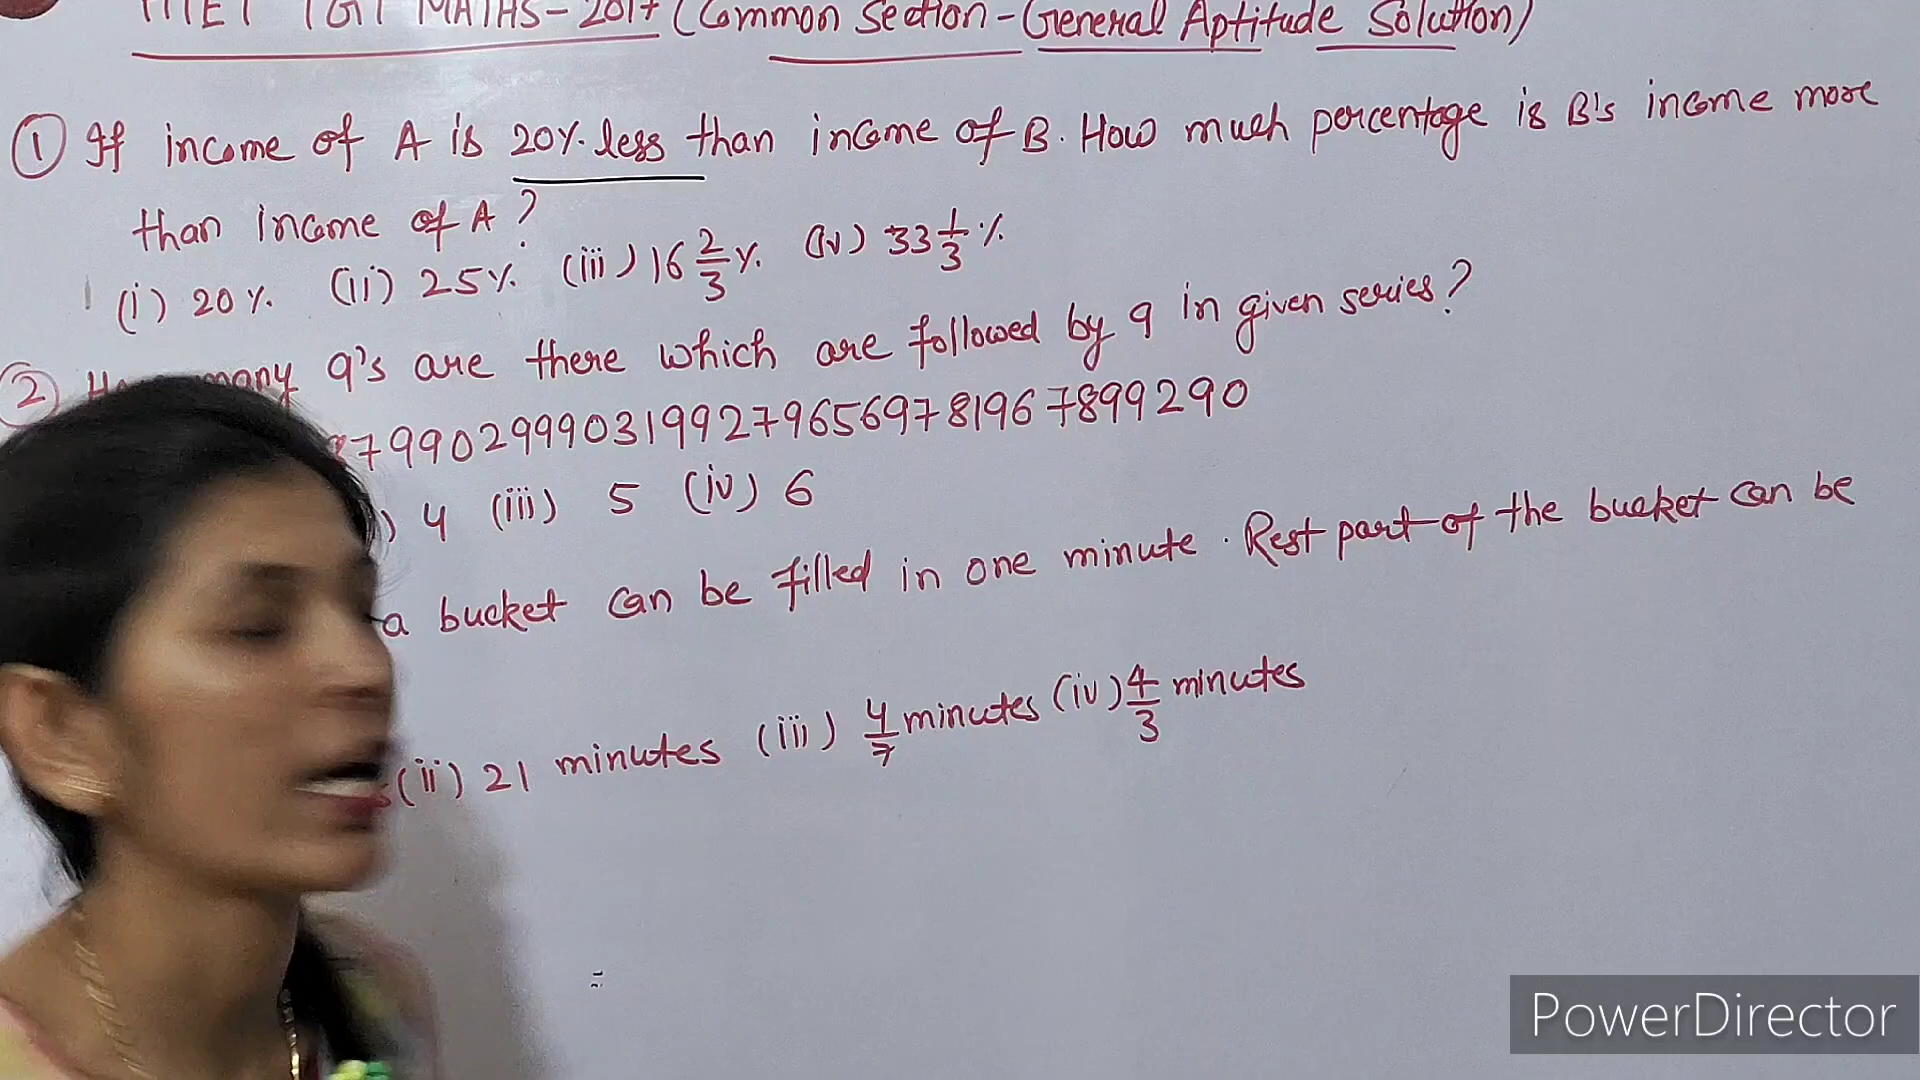 TGT MATHS-2017 (Common Section-General Aptitude Solution)
① If income of A is 20% less than income of B. How much percentage is B's income more
than income of A?
(i) 20% (ii) 25% (iii) 16 2/3 % (iv) 33 1/3 %
② many 9's are there which are followed by 9 in given series?
79902999031992796569781967899290
4 (iii) 5 (iv) 6
a bucket can be filled in one minute. Rest part of the bucket can be
(ii) 21 minutes (iii) 4/7 minutes (iv) 4/3 minutes
=
PowerDirector